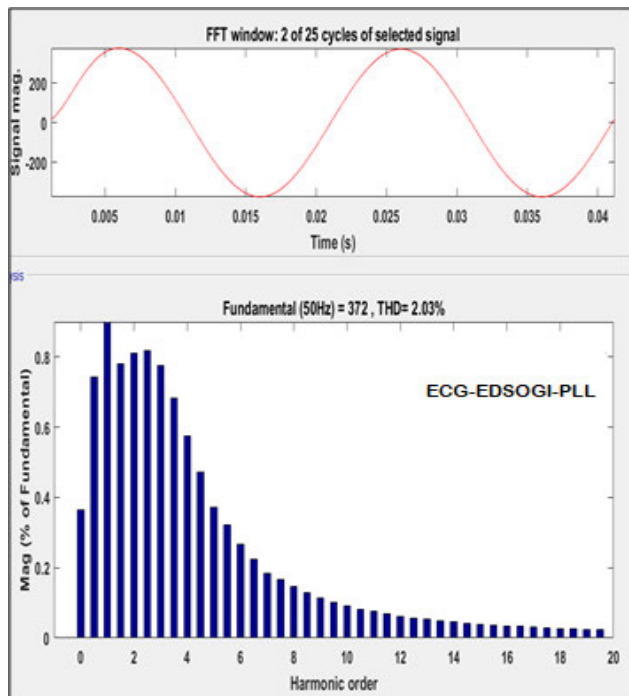 FFT window: 2 of 25 cycles of selected signal
Signal mag.
200
0
-200
0.005 0.01 0.015 0.02 0.025 0.03 0.035 0.04
Time (s)
Fundamental (50Hz) = 372 , THD= 2.03%
Mag (% of Fundamental)
0.8
0.6
0.4
0.2
0
ECG-EDSOGI-PLL
0 2 4 6 8 10 12 14 16 18 20
Harmonic order